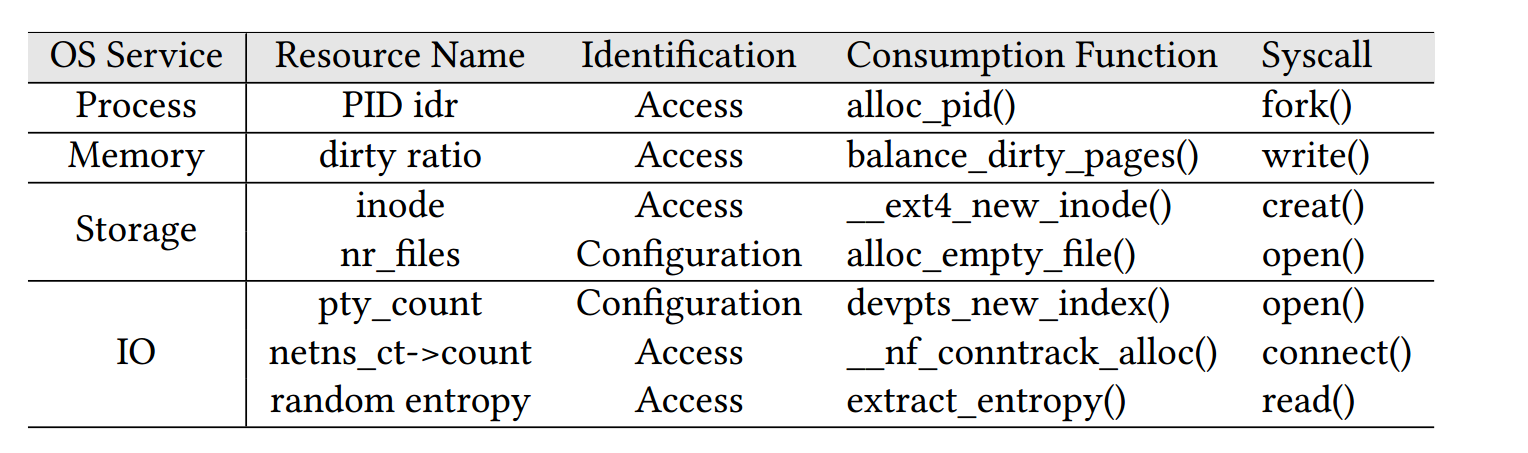 OS Service Resource Name Identification Consumption Function Syscall
Process PID idr Access alloc_pid() fork()
Memory dirty ratio Access balance_dirty_pages() write()
Storage inode Access __ext4_new_inode() creat()
nr_files Configuration alloc_empty_file() open()
IO pty_count Configuration devpts_new_index() open()
netns_ct->count Access __nf_conntrack_alloc() connect()
random entropy Access extract_entropy() read()